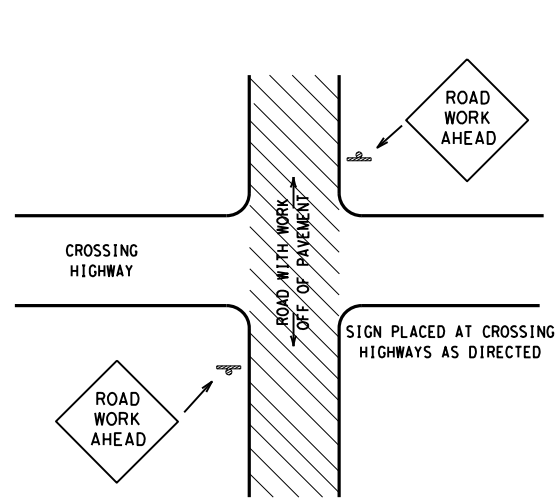 ROAD
WORK
AHEAD
ROAD WITH WORK
OFF OF PAVEMENT
CROSSING
HIGHWAY
SIGN PLACED AT CROSSING
HIGHWAYS AS DIRECTED
ROAD
WORK
AHEAD